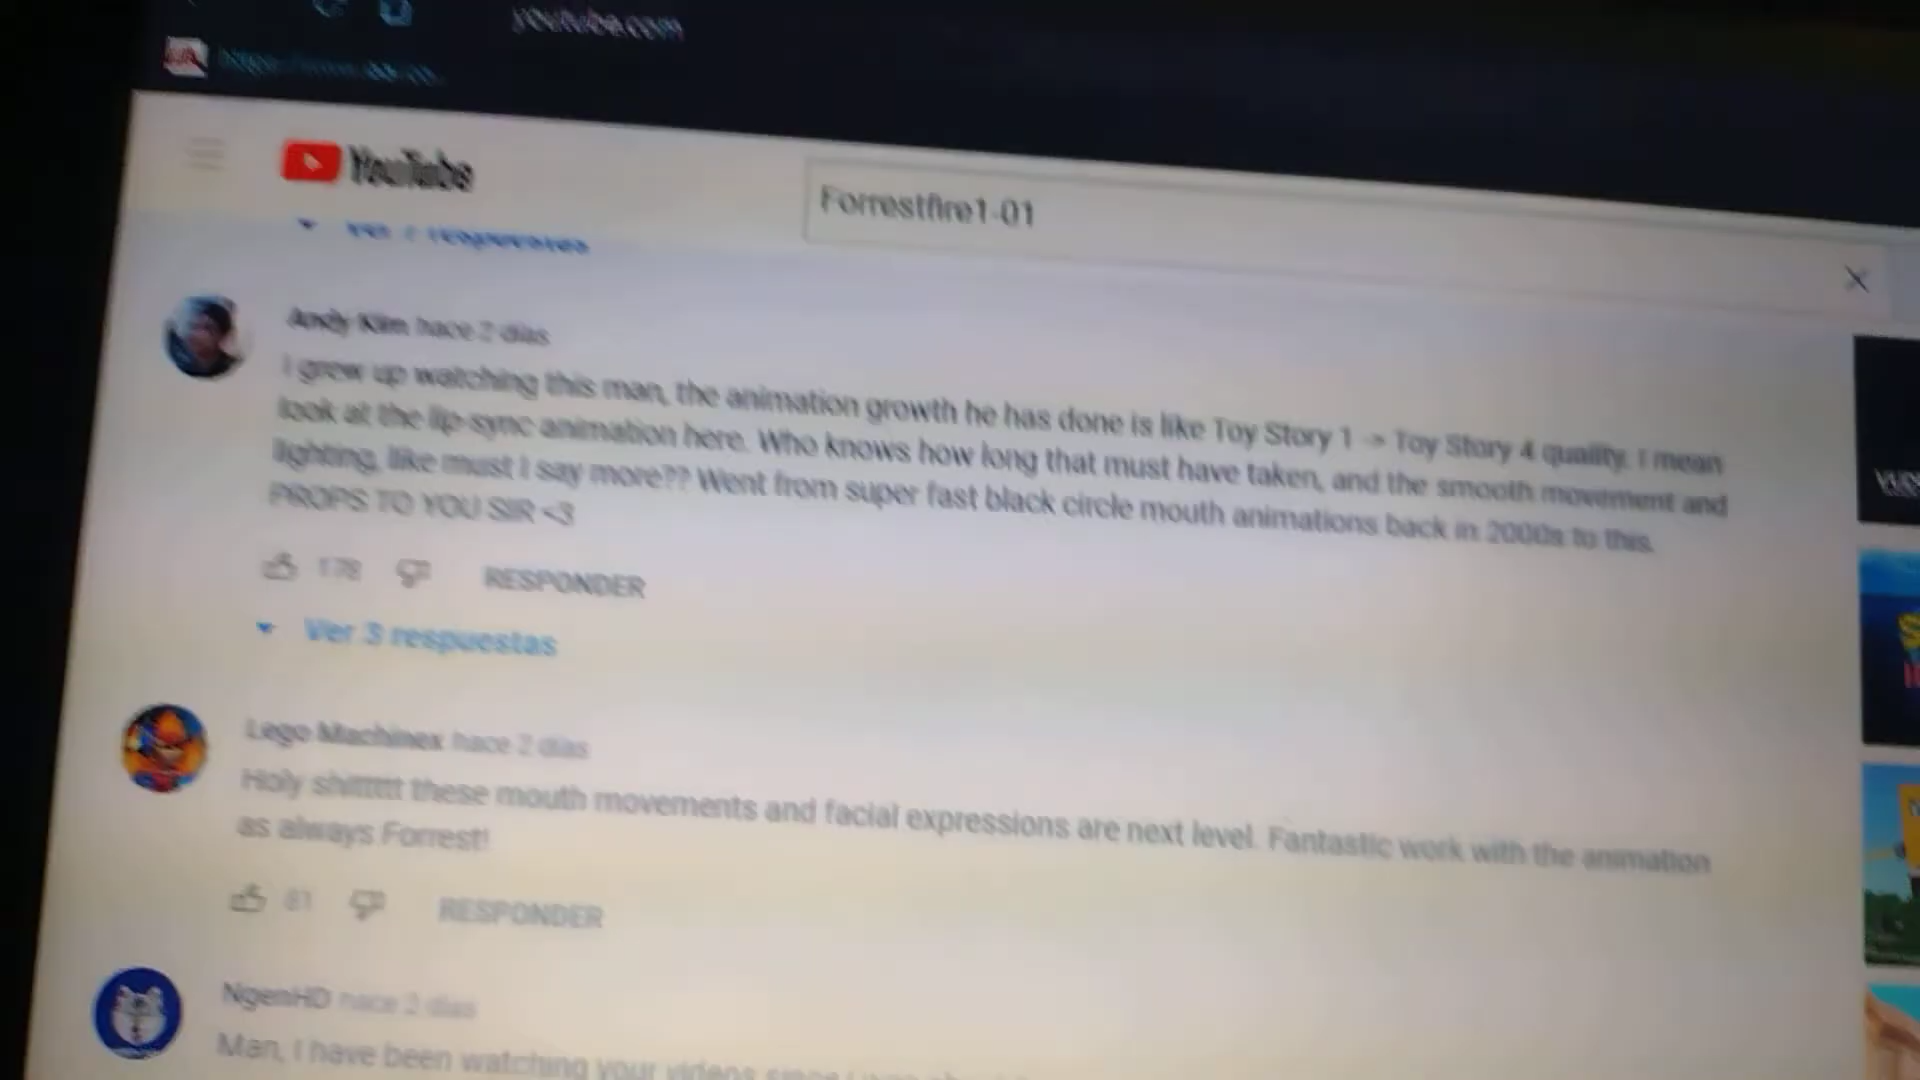 youtube.com
YouTube
Forrestfire1-01
Andy Kim hace 2 días
I grew up watching this man, the animation growth he has done is like Toy Story 1 -> Toy Story 4 quality. I mean
look at the lip-sync animation here. Who knows how long that must have taken, and the smooth movement and
lighting, like must I say more?? Went from super fast black circle mouth animations back in 2000s to this.
PROPS TO YOU SIR <3
178
RESPONDER
Ver 3 respuestas
Lego Machinex hace 2 días
Holy shitttttt these mouth movements and facial expressions are next level. Fantastic work with the animation
as always Forrest!
81
RESPONDER
NgenHD hace 2 días
Man, I have been watching your videos since I was